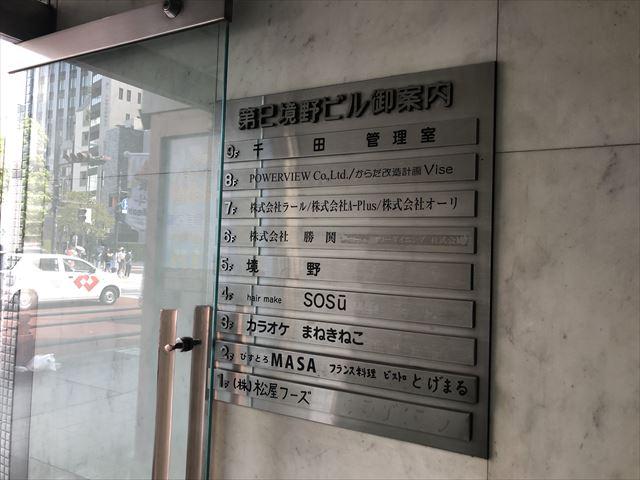 第2境野ビル御案内
9F 千田 管理室
8F POWERVIEW Co.,Ltd./からだ改造計画 Vise
7F 株式会社ラール/株式会社A-Plus/株式会社オーリ
6F 株式会社 勝関
5F 境野
4F hair make SOSū
3F カラオケ まねきねこ
2F びすとろ MASA フランス料理 ビストロ とげまる
1F (株)松屋フーズ